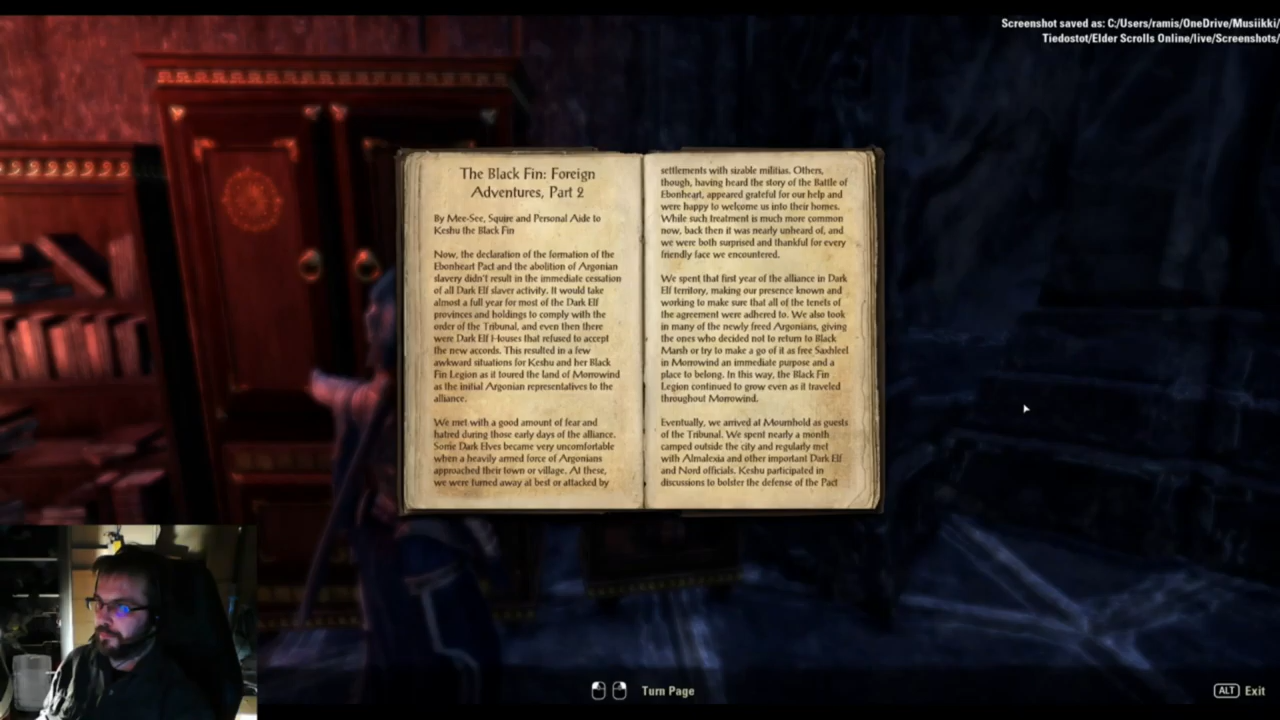 Screenshot saved as: C:/Users/ramis/OneDrive/Musiikki/
Tiedostot/Elder Scrolls Online/live/Screenshots/
The Black Fin: Foreign
Adventures, Part 2
By Mee-See, Squire and Personal Aide to
Keshu the Black Fin
Now, the declaration of the formation of the
Ebonheart Pact and the abolition of Argonian
slavery didn't result in the immediate cessation
of all Dark Elf slaver activity. It would take
almost a full year for most of the Dark Elf
provinces and holdings to comply with the
order of the Tribunal, and even then there
were Dark Elf Houses that refused to accept
the new accords. This resulted in a few
awkward situations for Keshu and her Black
Fin Legion as it toured the land of Morrowind
as the initial Argonian representatives to the
alliance.
We met with a good amount of fear and
hatred during those early days of the alliance.
Some Dark Elves became very uncomfortable
when a heavily armed force of Argonians
approached their town or village. At these,
we were turned away at best or attacked by
settlements with sizable militias. Others,
though, having heard the story of the Battle of
Ebonheart, appeared grateful for our help and
were happy to welcome us into their homes.
While such treatment is much more common
now, back then it was nearly unheard of, and
we were both surprised and thankful for every
friendly face we encountered.
We spent that first year of the alliance in Dark
Elf territory, making our presence known and
working to make sure that all of the tenets of
the agreement were adhered to. We also took
in many of the newly freed Argonians, giving
the ones who decided not to return to Black
Marsh or try to make a go of it as free Saxhleel
in Morrowind an immediate purpose and a
place to belong. In this way, the Black Fin
Legion continued to grow even as it traveled
throughout Morrowind.
Eventually, we arrived at Mournhold as guests
of the Tribunal. We spent nearly a month
camped outside the city and regularly met
with Almalexia and other important Dark Elf
and Nord officials. Keshu participated in
discussions to bolster the defense of the Pact
Turn Page
ALT Exit